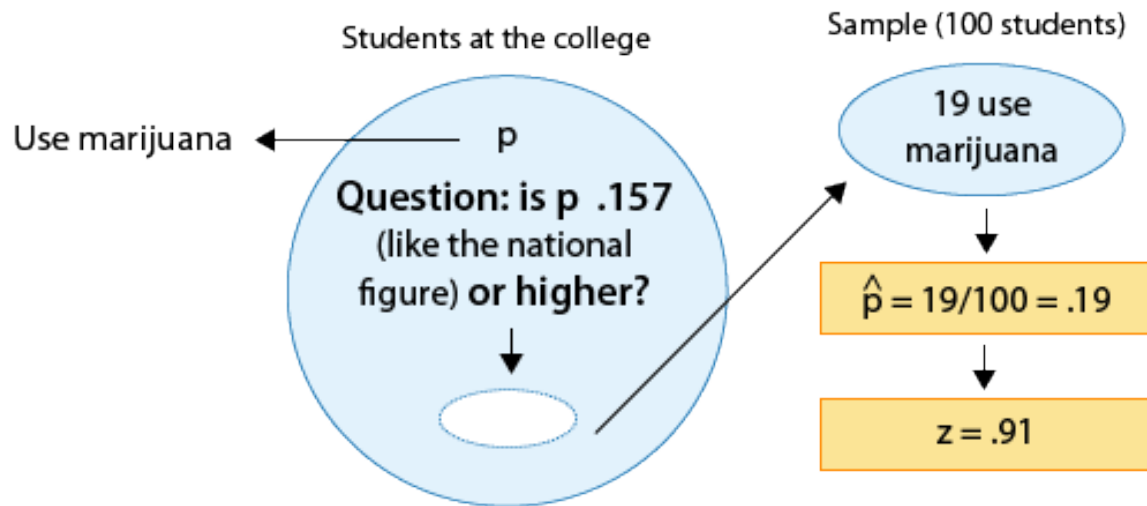 Students at the college
Use marijuana
p
Question: is p .157
(like the national
figure) or higher?
Sample (100 students)
19 use
marijuana
p̂ = 19/100 = .19
z = .91